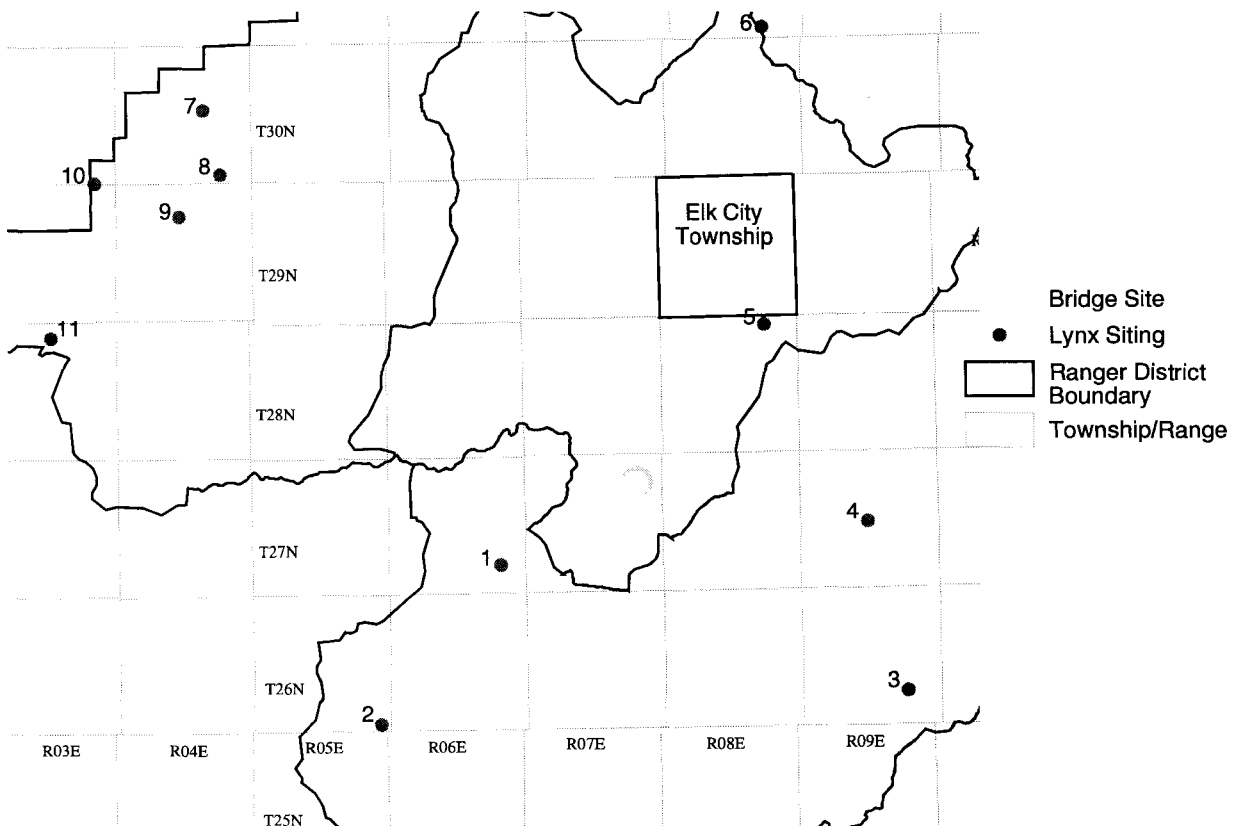 6
7
T30N
8
10
9
Elk City
Township
T29N
11
5
Bridge Site
Lynx Siting
Ranger District
Boundary
Township/Range
T28N
4
T27N
1
3
T26N
2
R03E R04E R05E R06E R07E R08E R09E
T25N